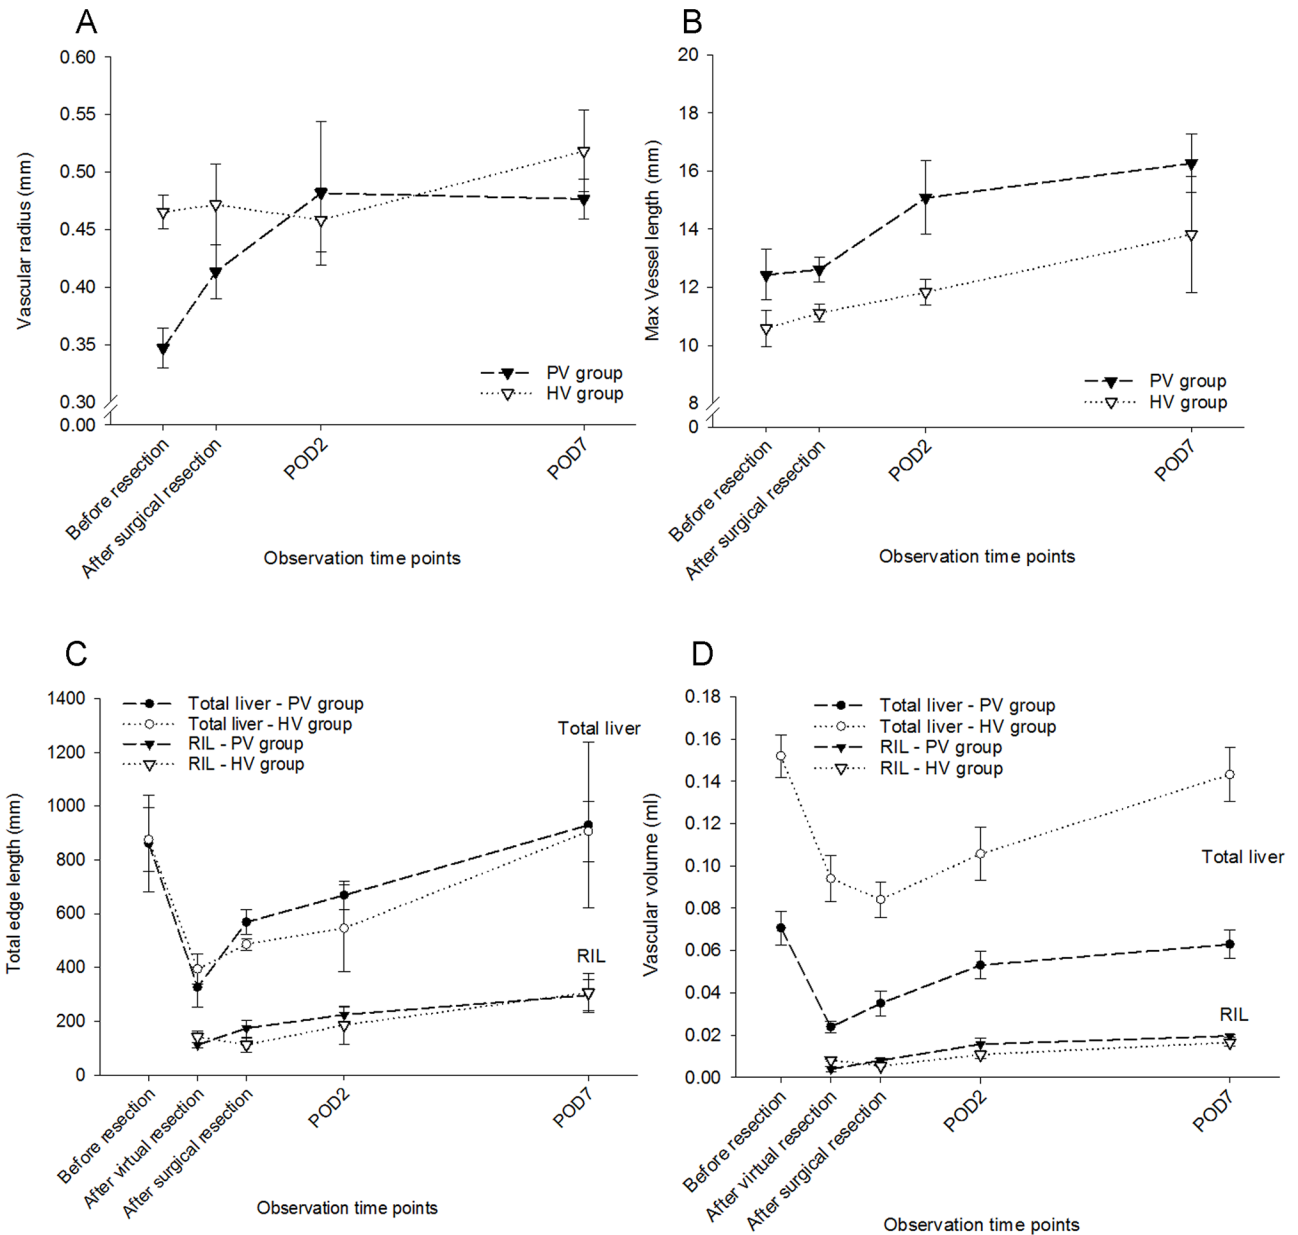 A
0.60
0.55
0.50
0.45
0.40
0.35
0.30
0.00
Vascular radius (mm)
PV group
HV group
Before resection
After surgical resection
POD2
POD7
Observation time points
B
20
18
16
14
12
10
8
0
Max Vessel length (mm)
PV group
HV group
Before resection
After surgical resection
POD2
POD7
Observation time points
C
1400
1200
1000
800
600
400
200
0
Total edge length (mm)
Total liver - PV group
Total liver - HV group
RIL - PV group
RIL - HV group
Total liver
RIL
Before resection
After virtual resection
After surgical resection
POD2
POD7
Observation time points
D
0.18
0.16
0.14
0.12
0.10
0.08
0.06
0.04
0.02
0.00
Vascular volume (ml)
Total liver - PV group
Total liver - HV group
RIL - PV group
RIL - HV group
Total liver
RIL
Before resection
After virtual resection
After surgical resection
POD2
POD7
Observation time points